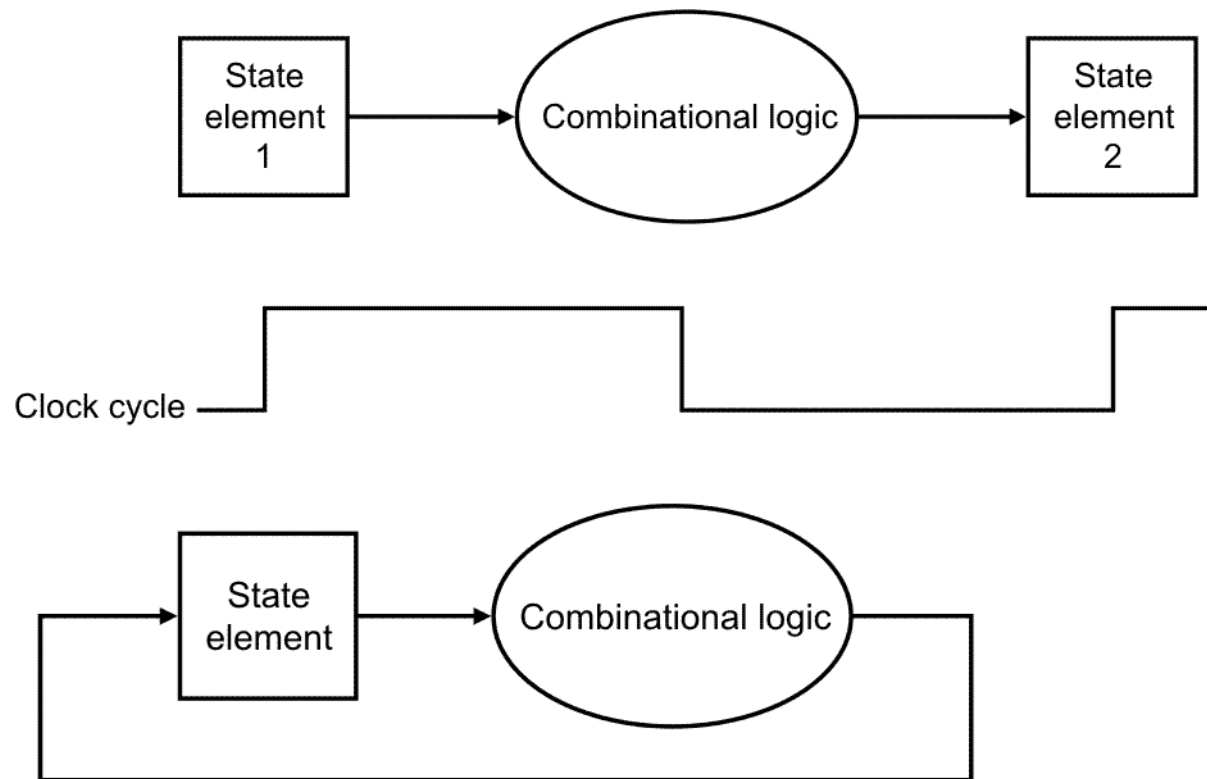 State
element
1
Combinational logic
State
element
2
Clock cycle
State
element
Combinational logic